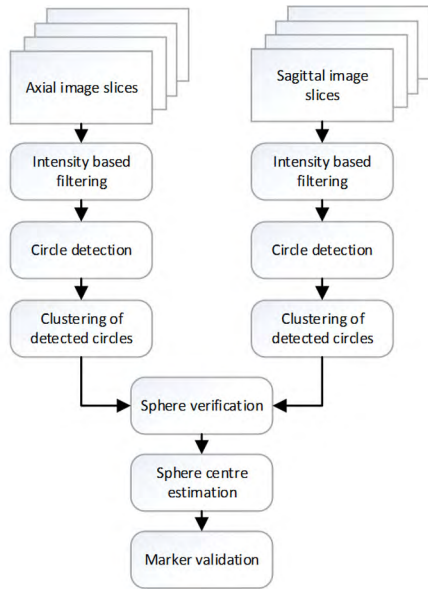 Axial image slices
Intensity based
filtering
Circle detection
Clustering of
detected circles
Sagittal image
slices
Intensity based
filtering
Circle detection
Clustering of
detected circles
Sphere verification
Sphere centre
estimation
Marker validation